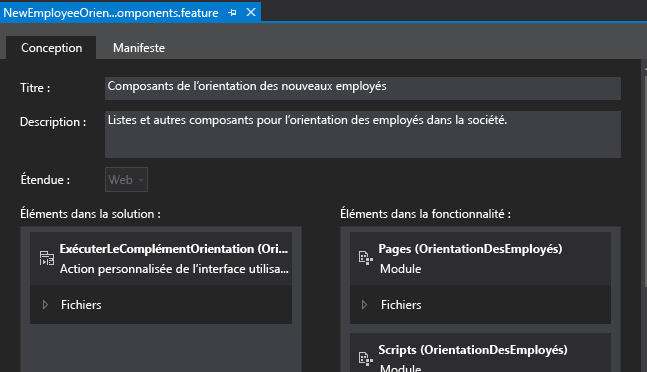 NewEmployeeOrien...omponents.feature
Conception Manifeste
Titre : Composants de l'orientation des nouveaux employés
Description : Listes et autres composants pour l'orientation des employés dans la société.
Étendue : Web
Éléments dans la solution : Éléments dans la fonctionnalité :
ExécuterLeComplémentOrientation (Ori... Pages (OrientationDesEmployés)
Action personnalisée de l'interface utilisa... Module
Fichiers Fichiers
Scripts (OrientationDesEmployés)
Module